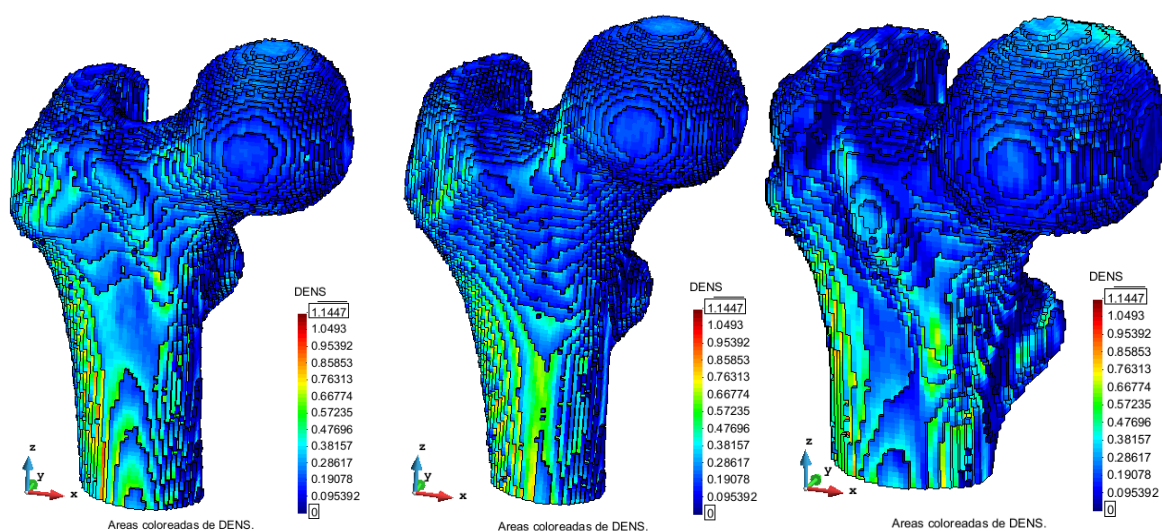 DENS
1.1447
1.0493
0.95392
0.85853
0.76313
0.66774
0.57235
0.47696
0.38157
0.28617
0.19078
0.095392
0
z
y
x
Areas coloreadas de DENS.
DENS
1.1447
1.0493
0.95392
0.85853
0.76313
0.66774
0.57235
0.47696
0.38157
0.28617
0.19078
0.095392
0
z
y
x
Areas coloreadas de DENS.
DENS
1.1447
1.0493
0.95392
0.85853
0.76313
0.66774
0.57235
0.47696
0.38157
0.28617
0.19078
0.095392
0
z
y
x
Areas coloreadas de DENS.